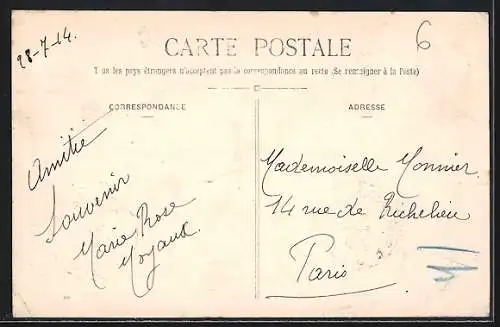 28-7-14.
6
CARTE POSTALE
Tous les pays étrangers n'acceptent pas la correspondance au recto (Se renseigner à la Poste)
CORRESPONDANCE
Amitié
Souvenir
Marie Rose
Moyaux.
ADRESSE
Mademoiselle Monnier.
14 rue de Richelieu
Paris